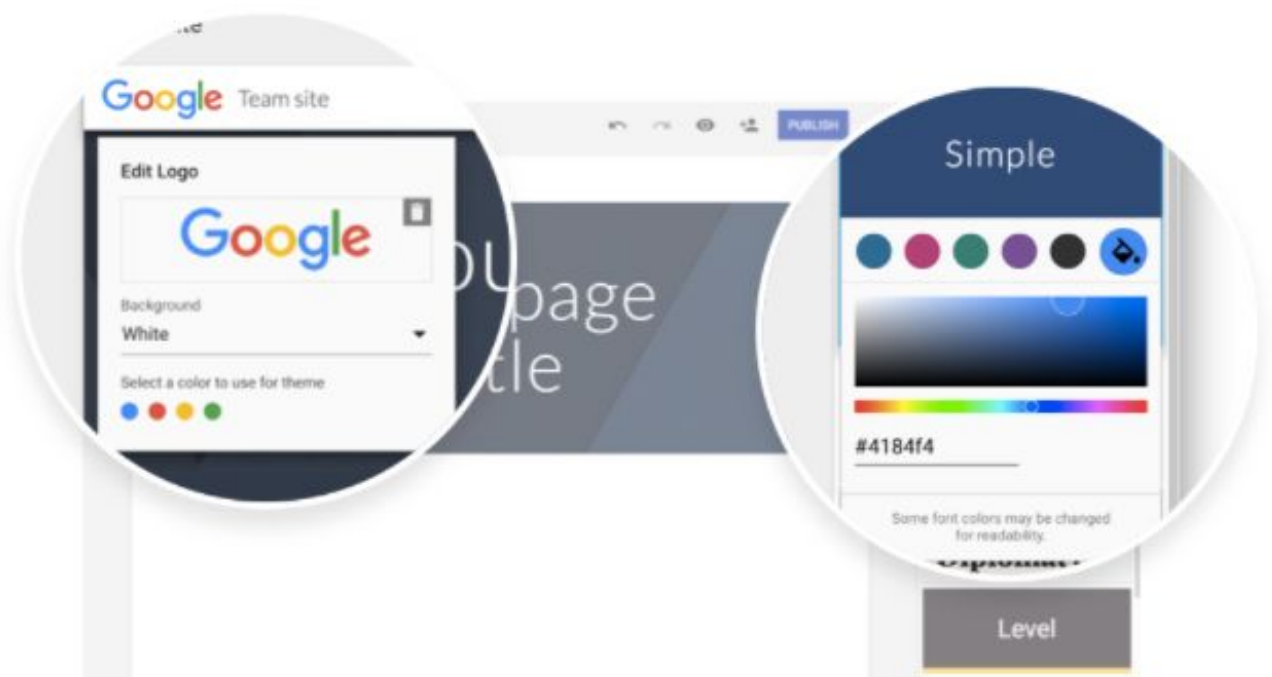 Google Team site
PUBLISH
Edit Logo
Google
Background
White
Select a color to use for theme
page
Simple
#4184f4
Some font colors may be changed
for readability.
Level